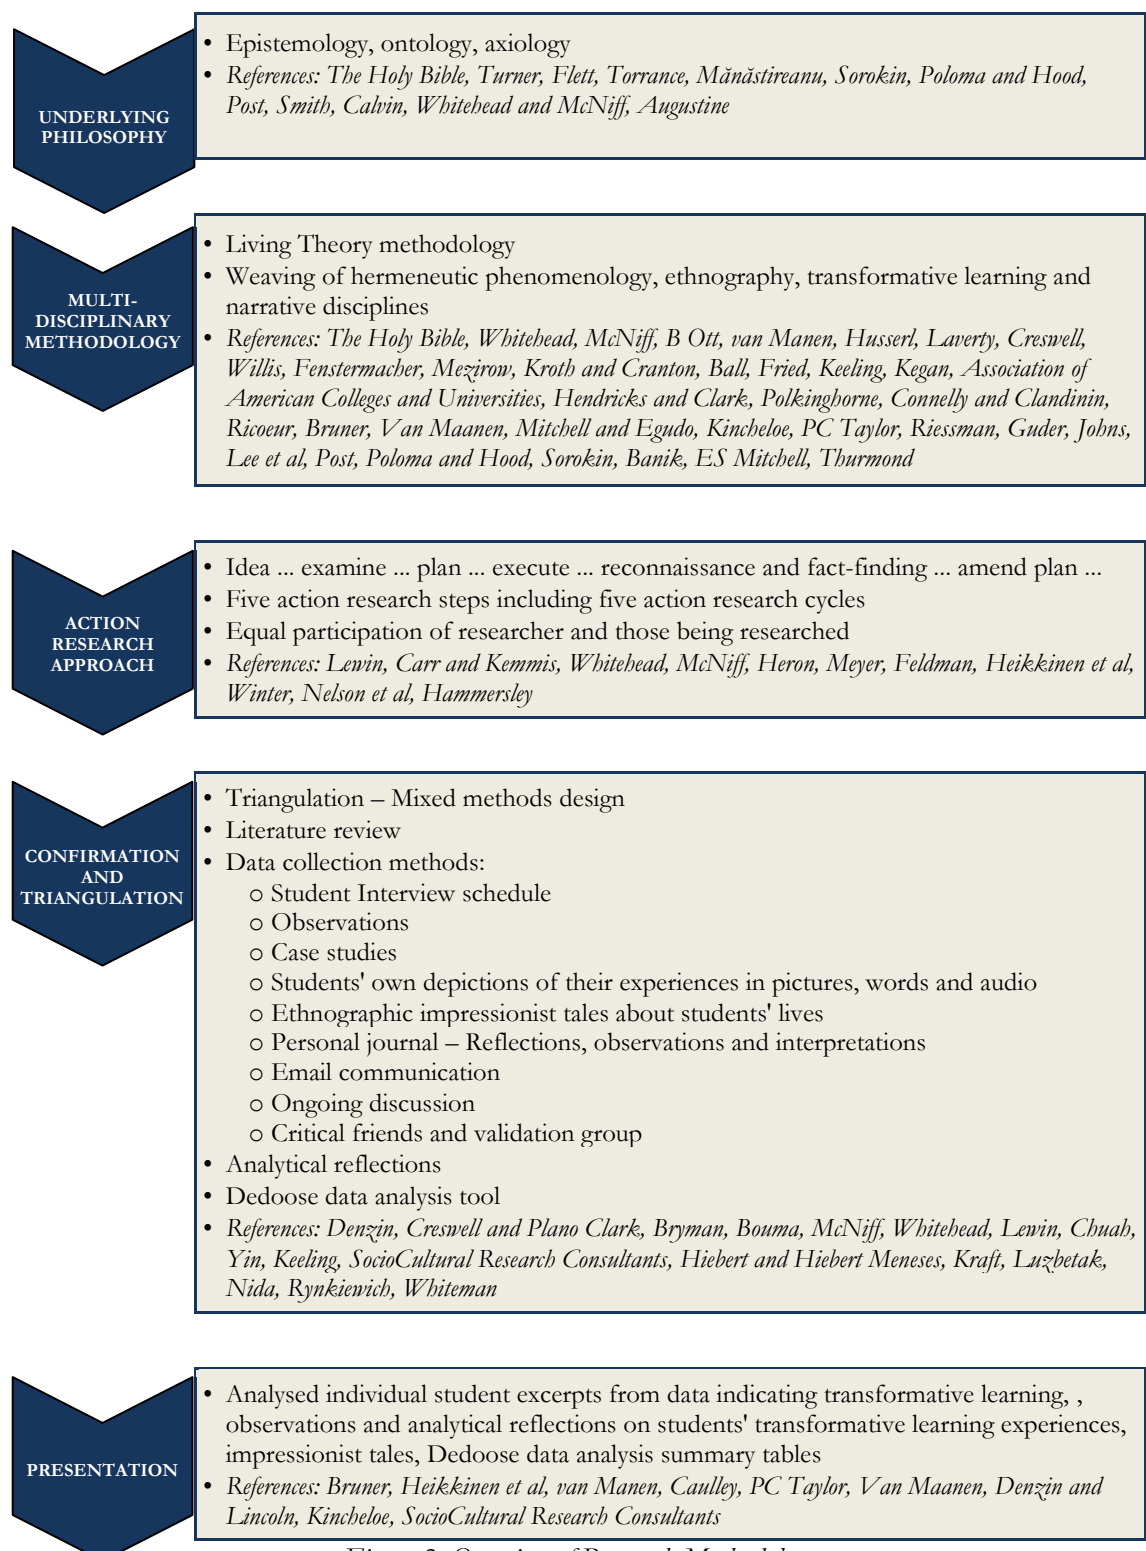 UNDERLYING
PHILOSOPHY
• Epistemology, ontology, axiology
• References: The Holy Bible, Turner, Flett, Torrance, Mănăstireanu, Sorokin, Poloma and Hood,
Post, Smith, Calvin, Whitehead and McNiff, Augustine
MULTI-
DISCIPLINARY
METHODOLOGY
• Living Theory methodology
• Weaving of hermeneutic phenomenology, ethnography, transformative learning and
narrative disciplines
• References: The Holy Bible, Whitehead, McNiff, B Ott, van Manen, Husserl, Laverty, Creswell,
Willis, Fenstermacher, Mezirow, Kroth and Cranton, Ball, Fried, Keeling, Kegan, Association of
American Colleges and Universities, Hendricks and Clark, Polkinghorne, Connelly and Clandinin,
Ricoeur, Bruner, Van Maanen, Mitchell and Egudo, Kincheloe, PC Taylor, Riessman, Guder, Johns,
Lee et al, Post, Poloma and Hood, Sorokin, Banik, ES Mitchell, Thurmond
ACTION
RESEARCH
APPROACH
• Idea ... examine ... plan ... execute ... reconnaissance and fact-finding ... amend plan ...
• Five action research steps including five action research cycles
• Equal participation of researcher and those being researched
• References: Lewin, Carr and Kemmis, Whitehead, McNiff, Heron, Meyer, Feldman, Heikkinen et al,
Winter, Nelson et al, Hammersley
CONFIRMATION
AND
TRIANGULATION
• Triangulation – Mixed methods design
• Literature review
• Data collection methods:
o Student Interview schedule
o Observations
o Case studies
o Students' own depictions of their experiences in pictures, words and audio
o Ethnographic impressionist tales about students' lives
o Personal journal – Reflections, observations and interpretations
o Email communication
o Ongoing discussion
o Critical friends and validation group
• Analytical reflections
• Dedoose data analysis tool
• References: Denzin, Creswell and Plano Clark, Bryman, Bouma, McNiff, Whitehead, Lewin, Chuah,
Yin, Keeling, SocioCultural Research Consultants, Hiebert and Hiebert Meneses, Kraft, Luzbetak,
Nida, Rynkiewich, Whiteman
PRESENTATION
• Analysed individual student excerpts from data indicating transformative learning, ,
observations and analytical reflections on students' transformative learning experiences,
impressionist tales, Dedoose data analysis summary tables
• References: Bruner, Heikkinen et al, van Manen, Caulley, PC Taylor, Van Maanen, Denzin and
Lincoln, Kincheloe, SocioCultural Research Consultants